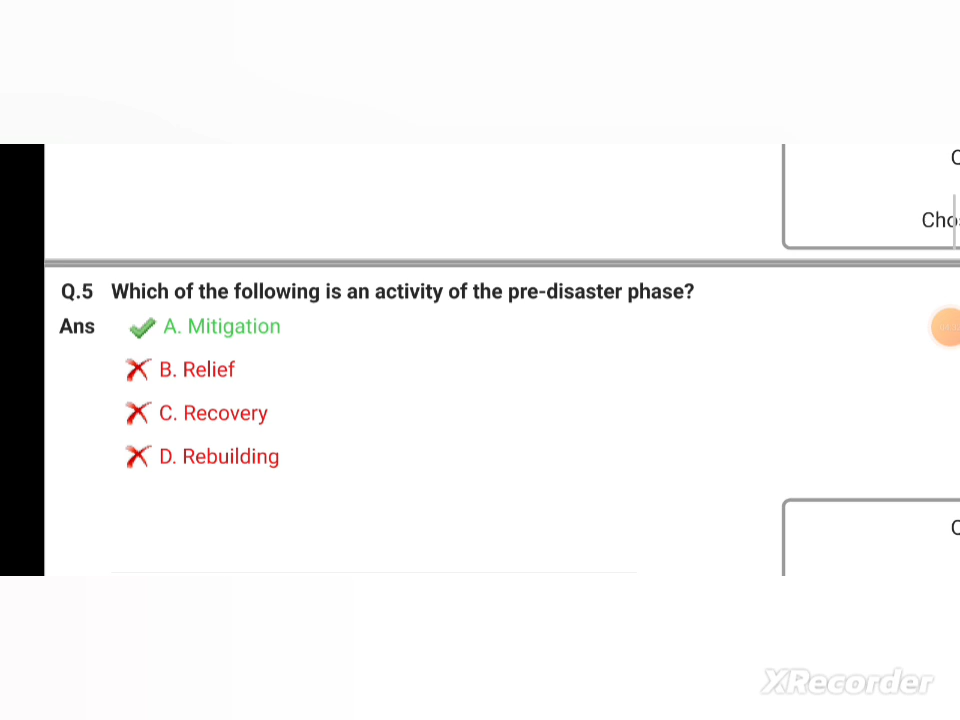 Q.5 Which of the following is an activity of the pre-disaster phase?
Ans A. Mitigation
B. Relief
C. Recovery
D. Rebuilding
XRecorder